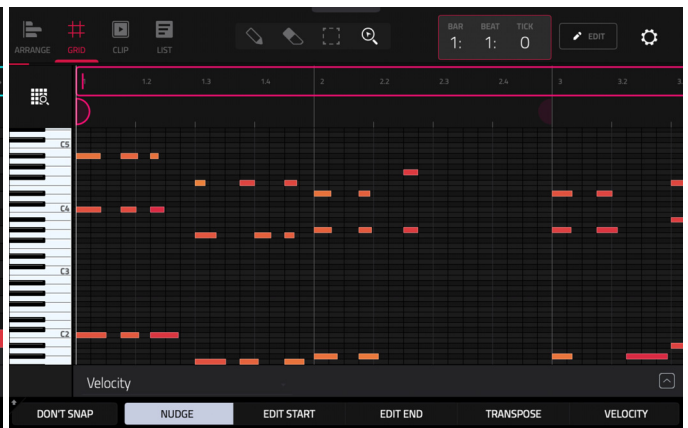 ARRANGE GRID CLIP LIST
BAR BEAT TICK
1: 1: 0
EDIT
1 1.2 1.3 1.4 2 2.2 2.3 2.4 3 3.2
C5
C4
C3
C2
Velocity
DON'T SNAP NUDGE EDIT START EDIT END TRANSPOSE VELOCITY